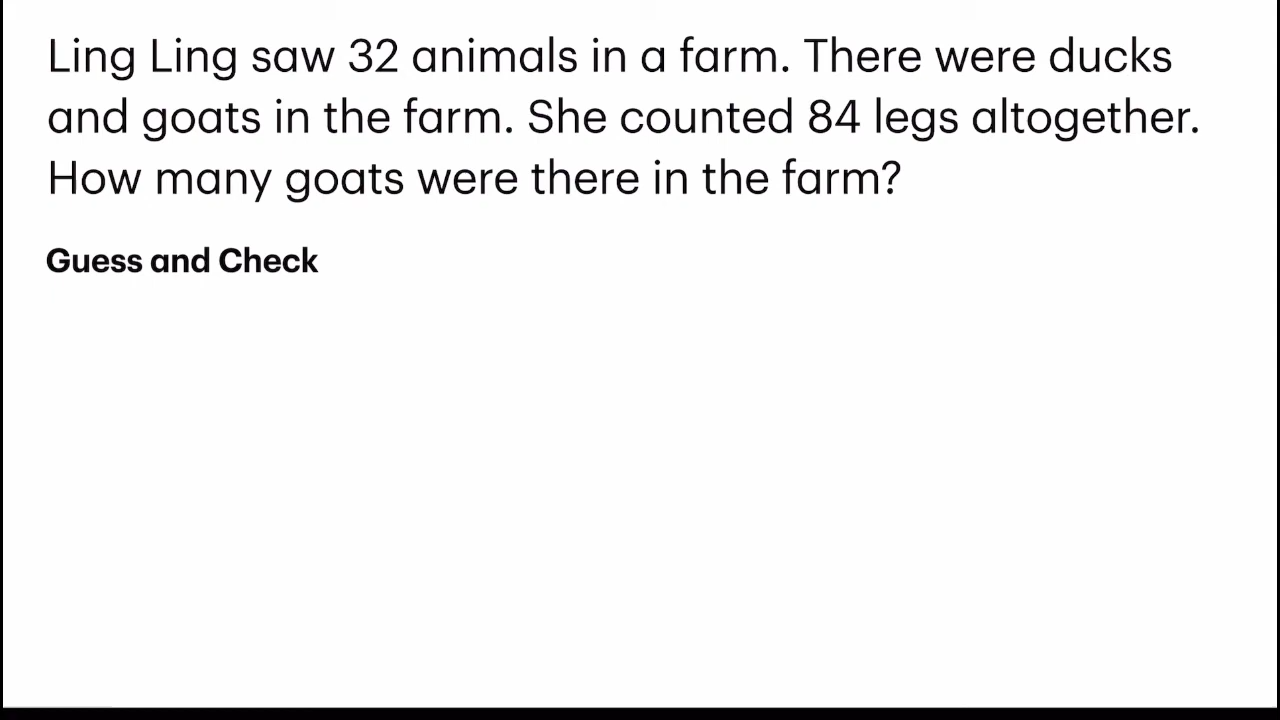 Ling Ling saw 32 animals in a farm. There were ducks
and goats in the farm. She counted 84 legs altogether.
How many goats were there in the farm?
Guess and Check